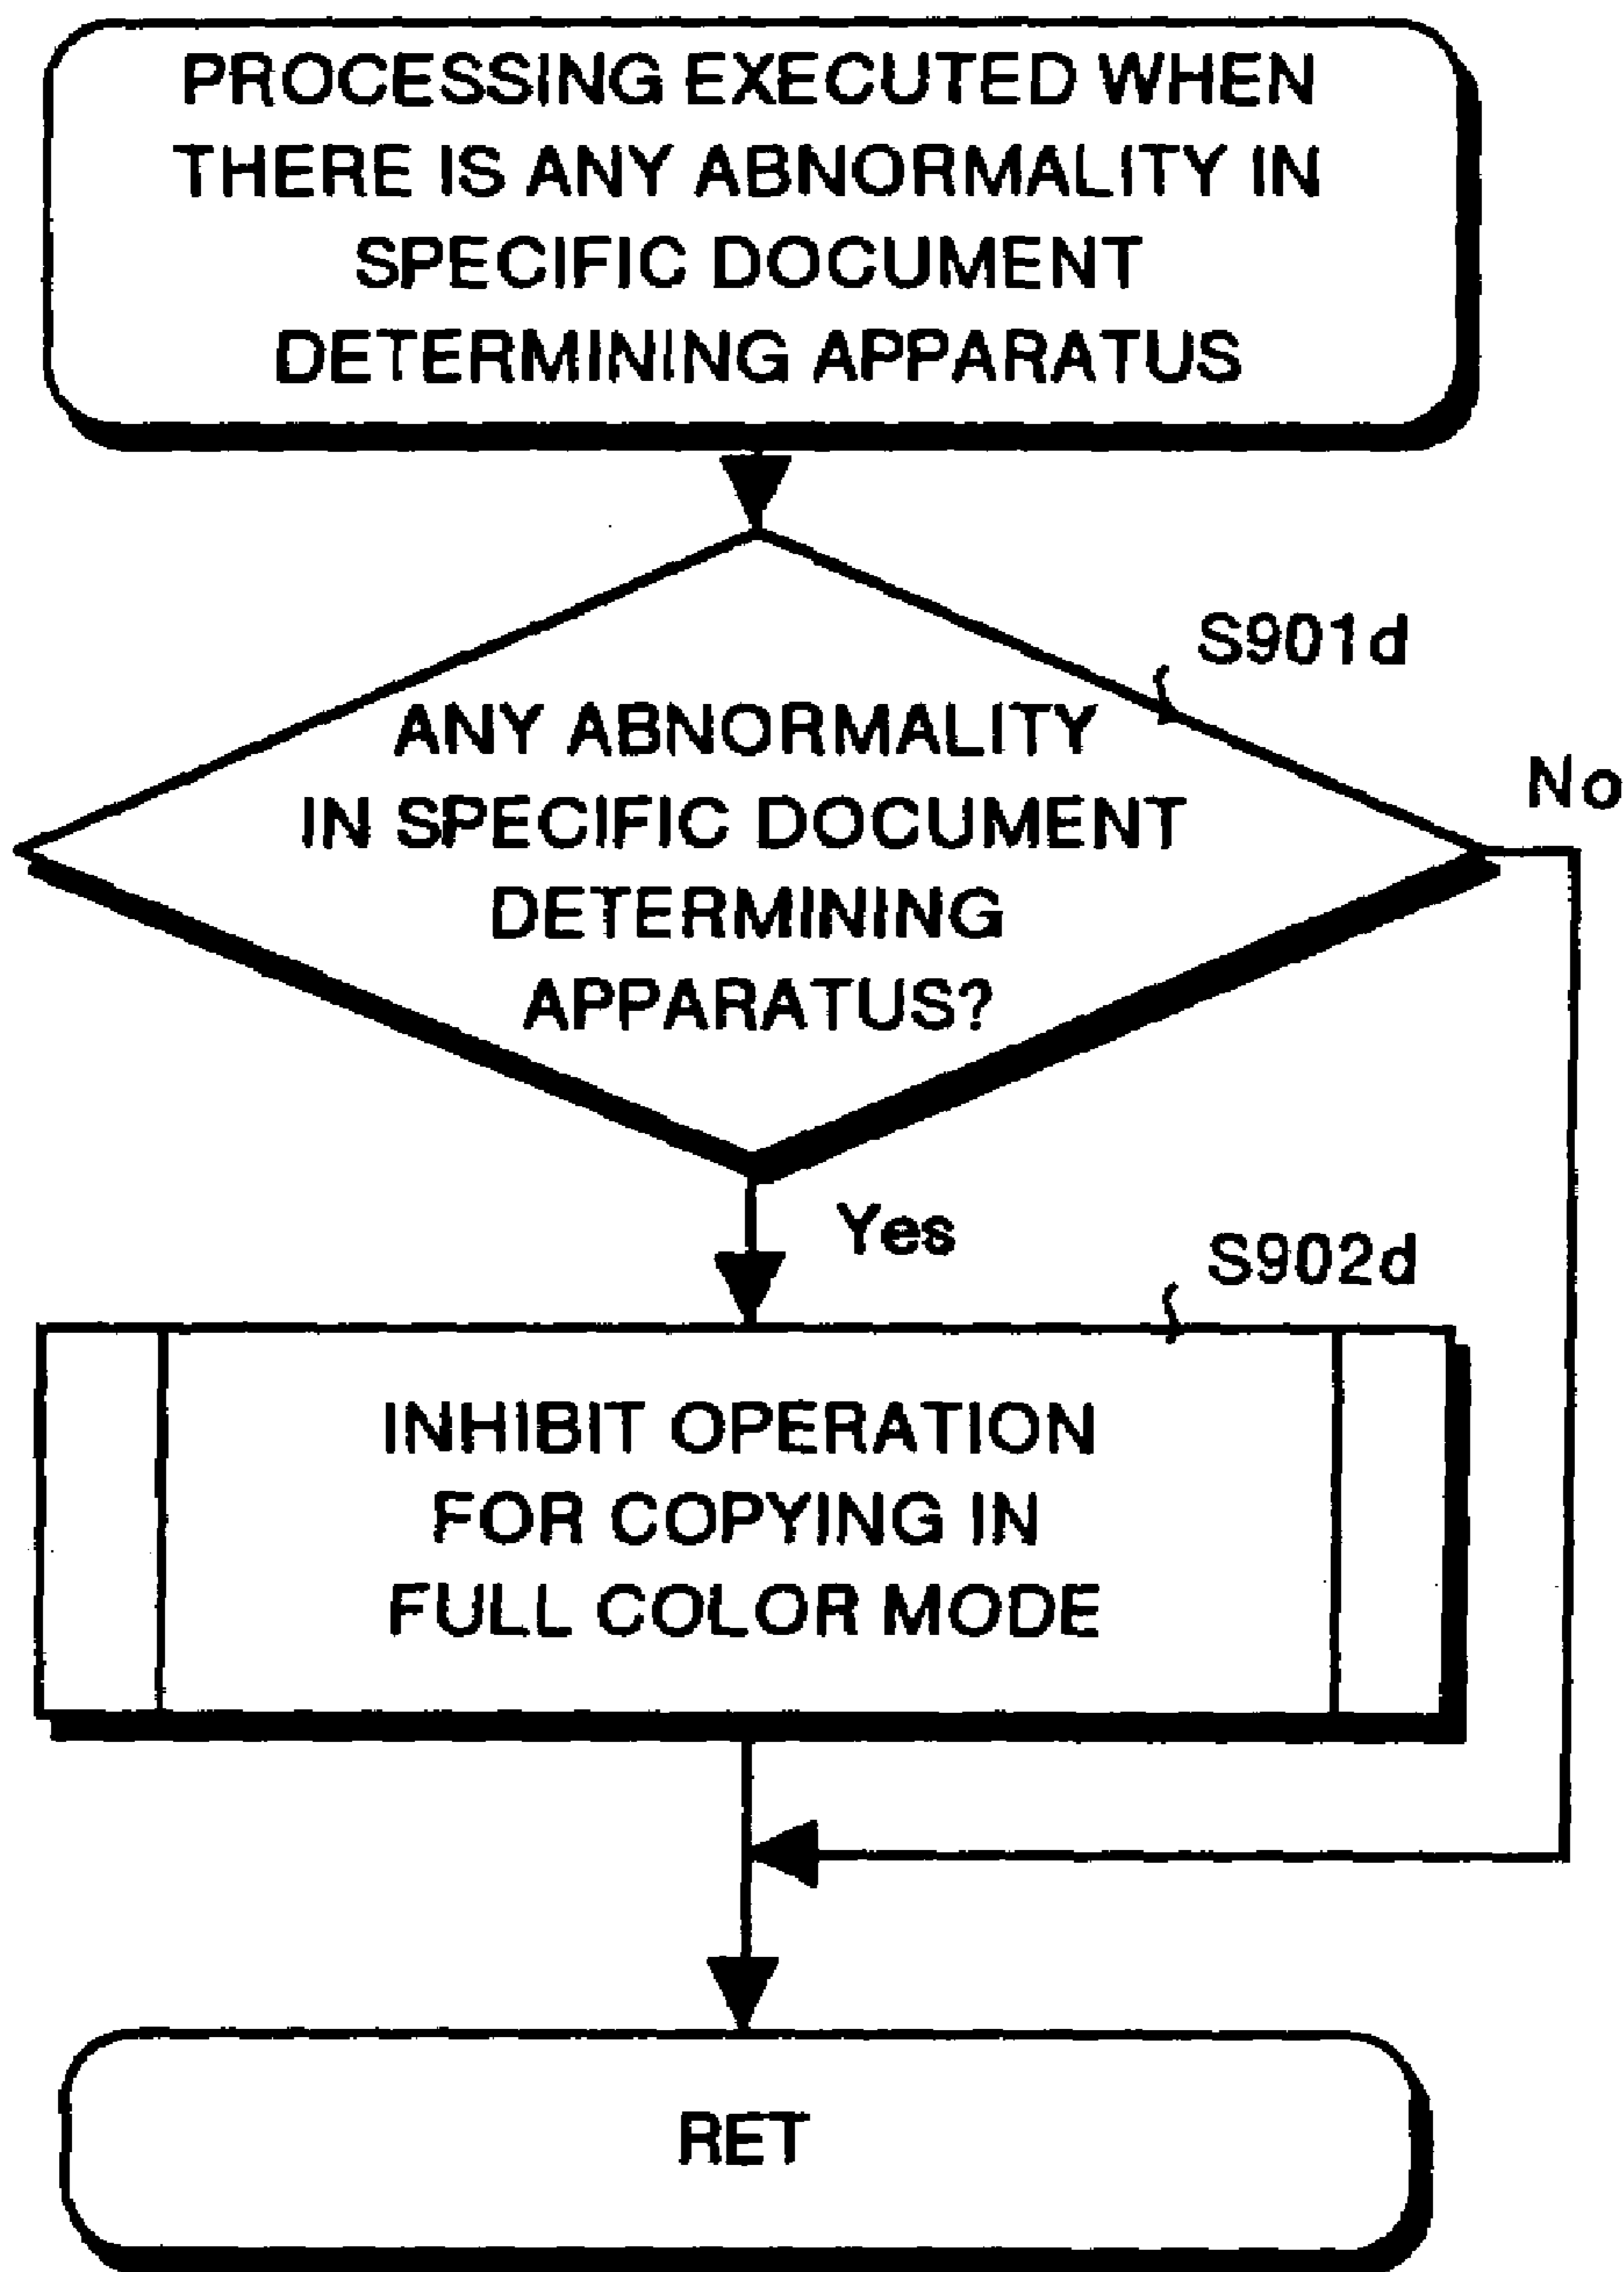 PROCESSING EXECUTED WHEN
THERE IS ANY ABNORMALITY IN
SPECIFIC DOCUMENT
DETERMINING APPARATUS
S901d
ANY ABNORMALITY
IN SPECIFIC DOCUMENT
DETERMINING
APPARATUS?
No
Yes
S902d
INHIBIT OPERATION
FOR COPYING IN
FULL COLOR MODE
RET